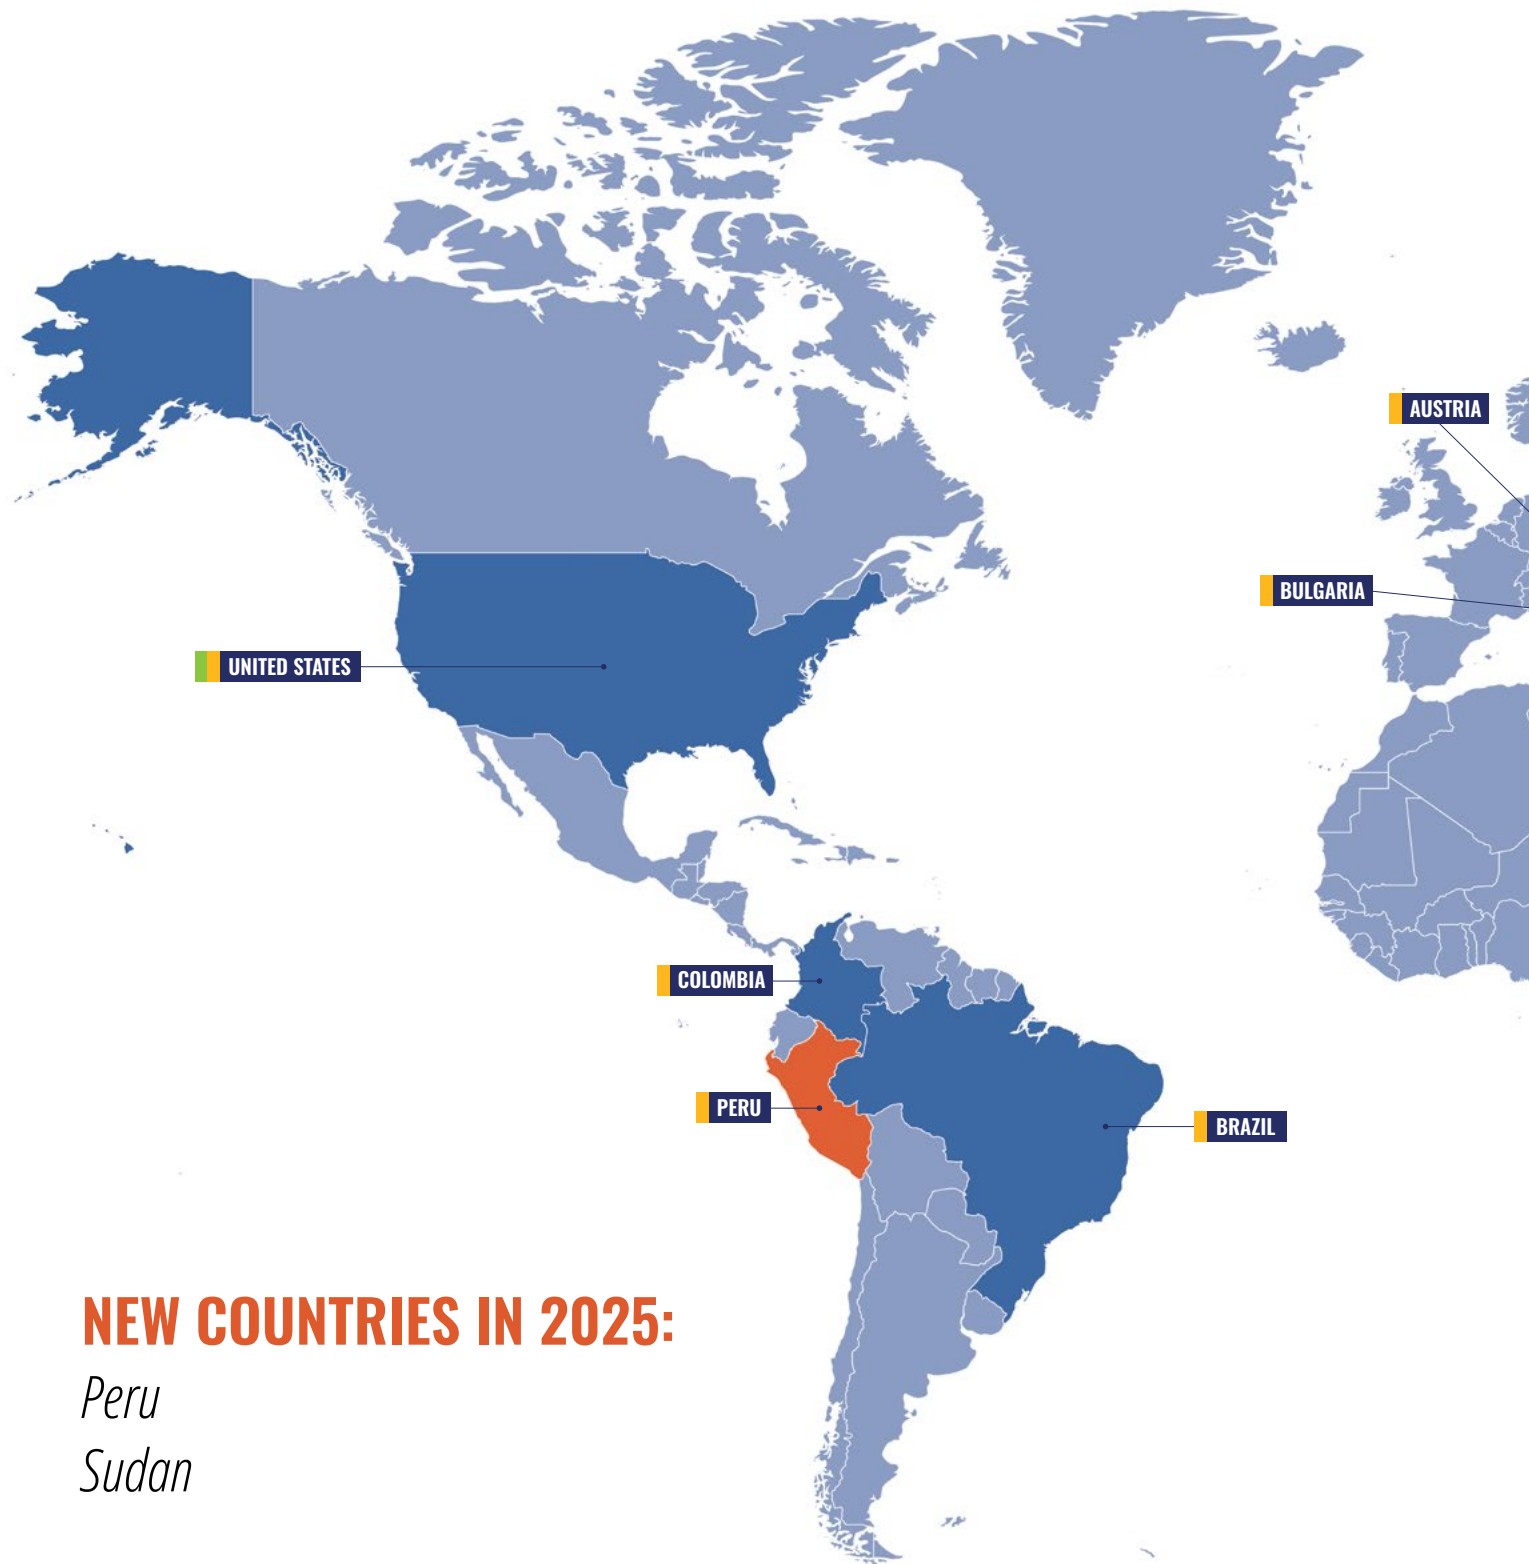 AUSTRIA
BULGARIA
UNITED STATES
COLOMBIA
PERU
BRAZIL
NEW COUNTRIES IN 2025:
Peru
Sudan